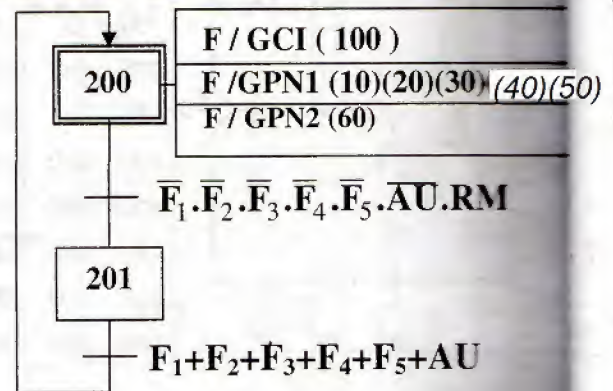 F / GCI ( 100 )
200
F /GPN1 (10)(20)(30) (40)(50)
F / GPN2 (60)
F̅₁.F̅₂.F̅₃.F̅₄.F̅₅.A̅U̅.RM
201
F₁+F₂+F₃+F₄+F₅+AU